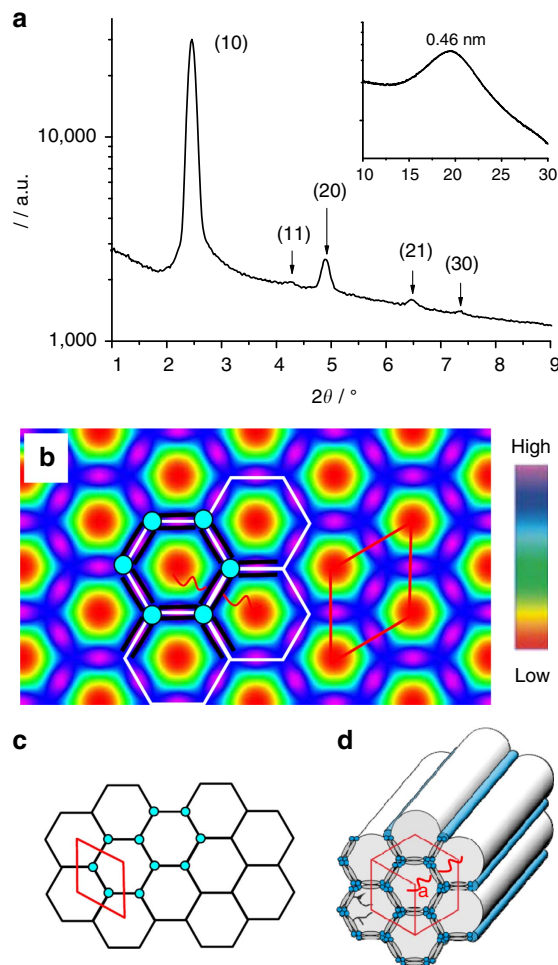 a
(10)
0.46 nm
10 15 20 25 30
10,000
(20)
(11)
(21)
(30)
// a.u.
1,000
1 2 3 4 5 6 7 8 9
2θ / °
b
High
Low
c
d
a